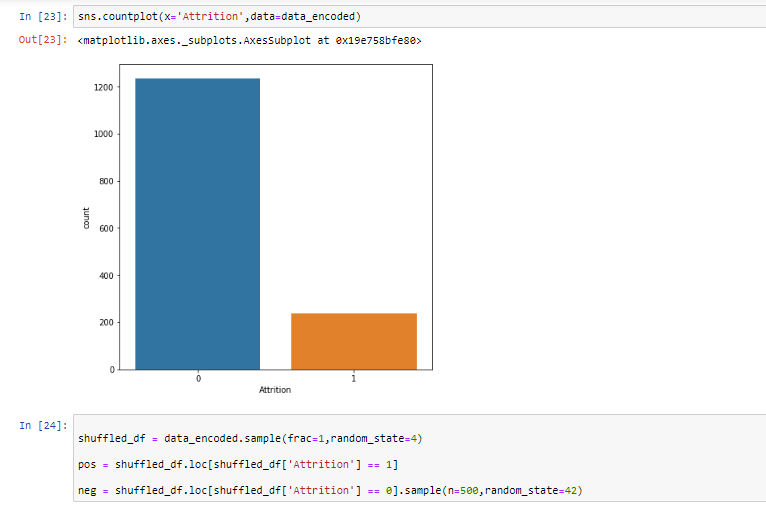 In [23]: sns.countplot(x='Attrition',data=data_encoded)
Out[23]: <matplotlib.axes._subplots.AxesSubplot at 0x19e758bfe80>
1200
1000
800
600
400
200
0
count
0 1
Attrition
In [24]:
shuffled_df = data_encoded.sample(frac=1,random_state=4)
pos = shuffled_df.loc[shuffled_df['Attrition'] == 1]
neg = shuffled_df.loc[shuffled_df['Attrition'] == 0].sample(n=500,random_state=42)